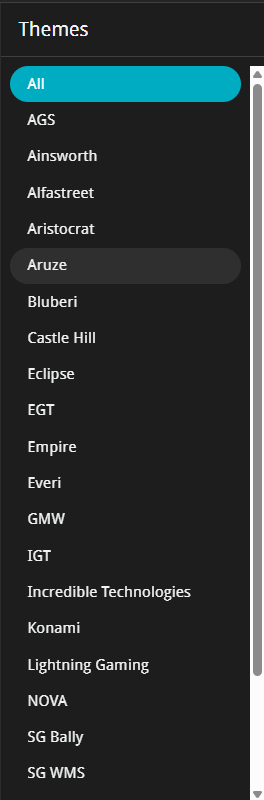 Themes
All
AGS
Ainsworth
Alfastreet
Aristocrat
Aruze
Bluberi
Castle Hill
Eclipse
EGT
Empire
Everi
GMW
IGT
Incredible Technologies
Konami
Lightning Gaming
NOVA
SG Bally
SG WMS